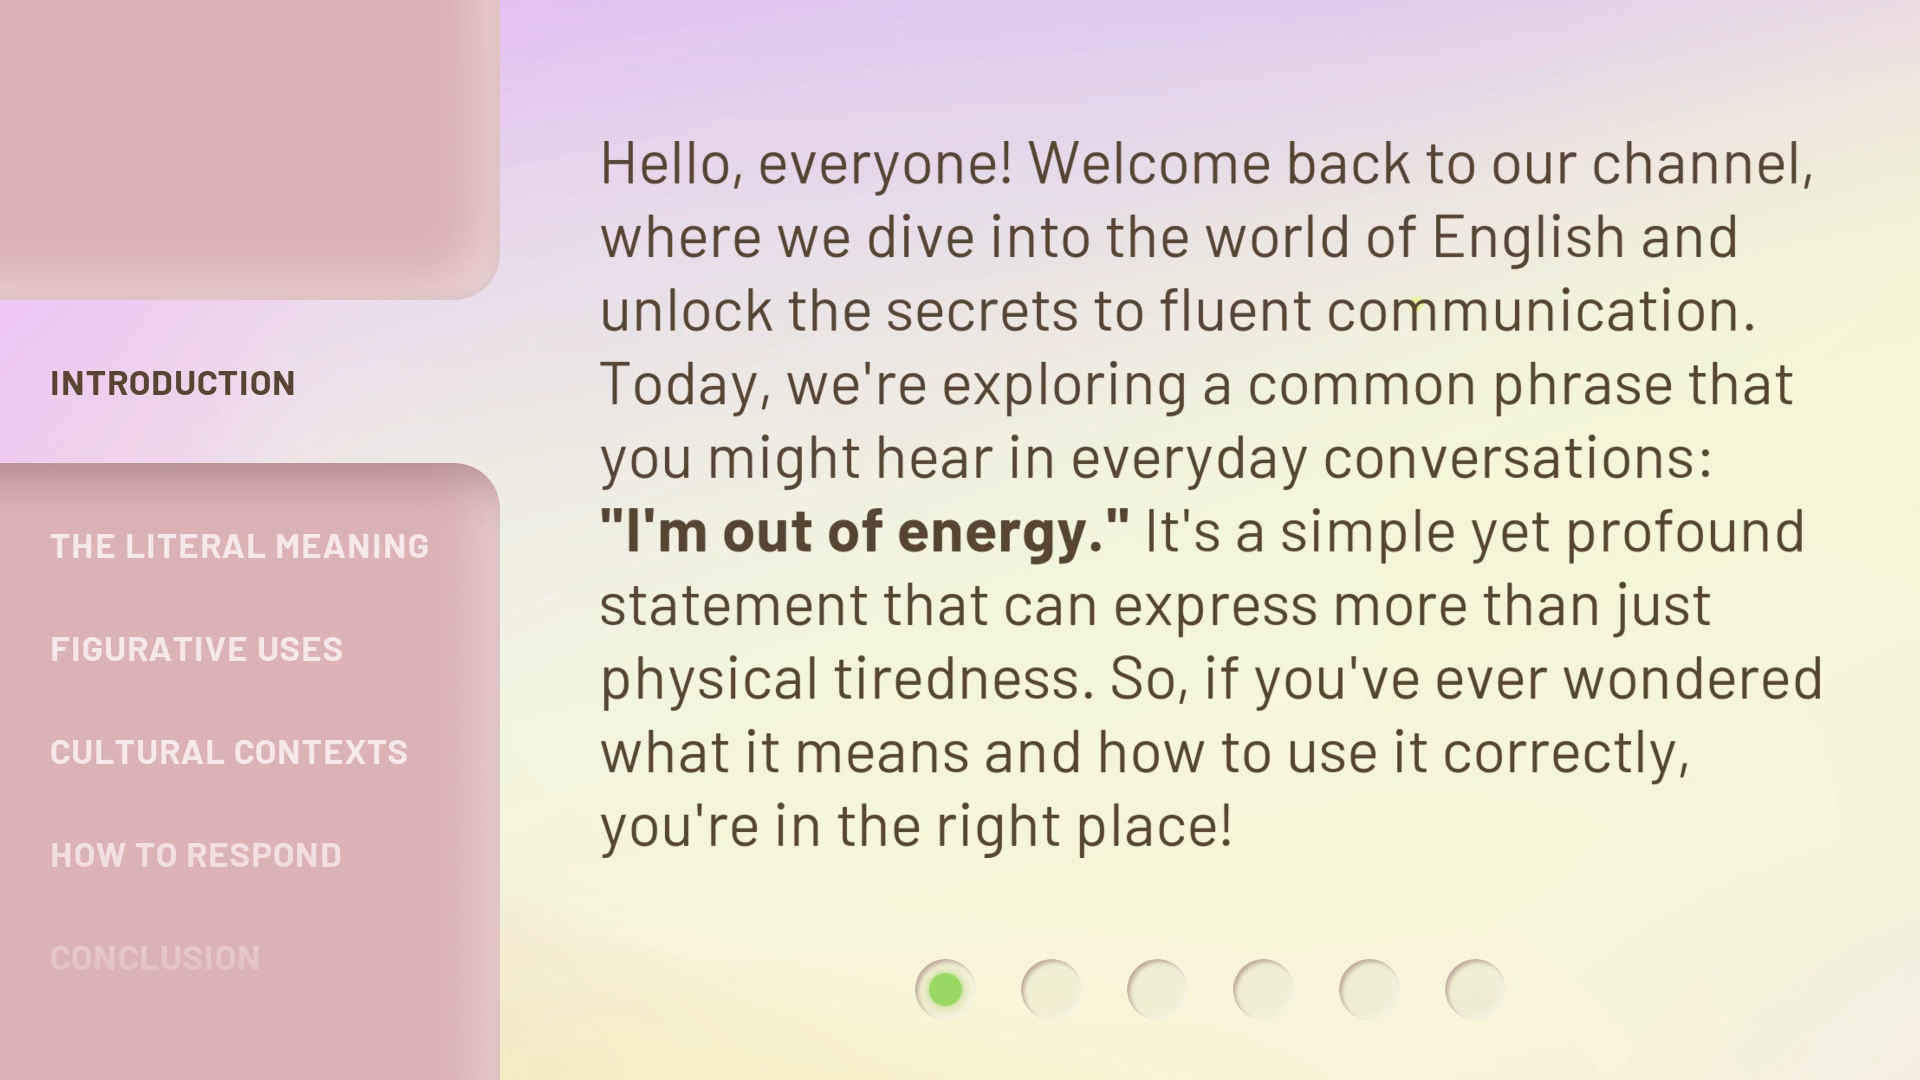 INTRODUCTION
THE LITERAL MEANING
FIGURATIVE USES
CULTURAL CONTEXTS
HOW TO RESPOND
CONCLUSION
Hello, everyone! Welcome back to our channel,
where we dive into the world of English and
unlock the secrets to fluent communication.
Today, we're exploring a common phrase that
you might hear in everyday conversations:
"I'm out of energy." It's a simple yet profound
statement that can express more than just
physical tiredness. So, if you've ever wondered
what it means and how to use it correctly,
you're in the right place!